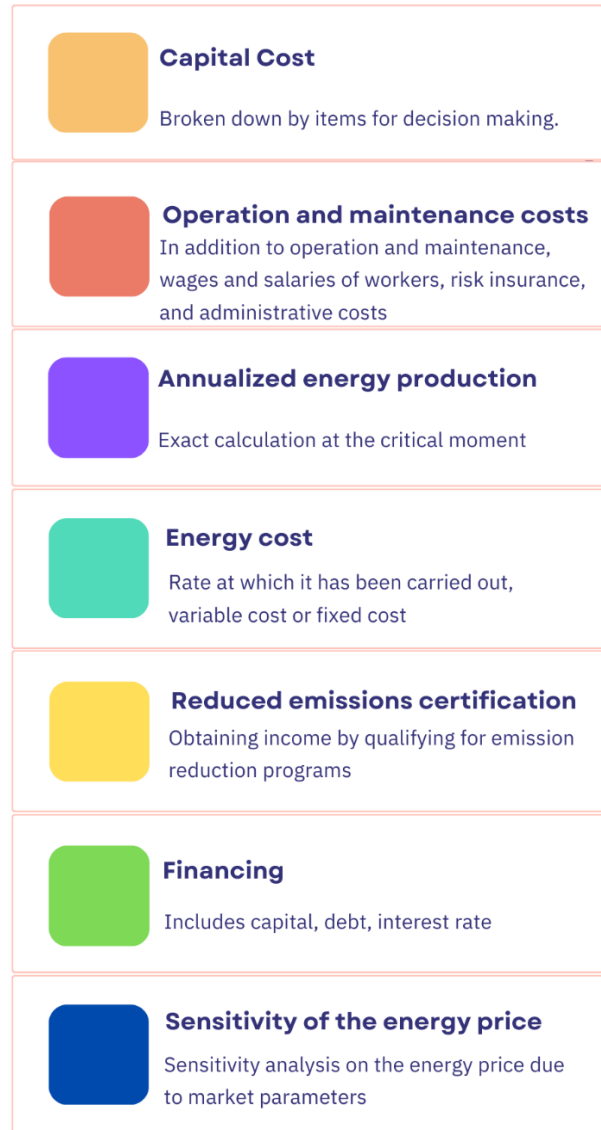 Capital Cost
Broken down by items for decision making.
Operation and maintenance costs
In addition to operation and maintenance,
wages and salaries of workers, risk insurance,
and administrative costs
Annualized energy production
Exact calculation at the critical moment
Energy cost
Rate at which it has been carried out,
variable cost or fixed cost
Reduced emissions certification
Obtaining income by qualifying for emission
reduction programs
Financing
Includes capital, debt, interest rate
Sensitivity of the energy price
Sensitivity analysis on the energy price due
to market parameters